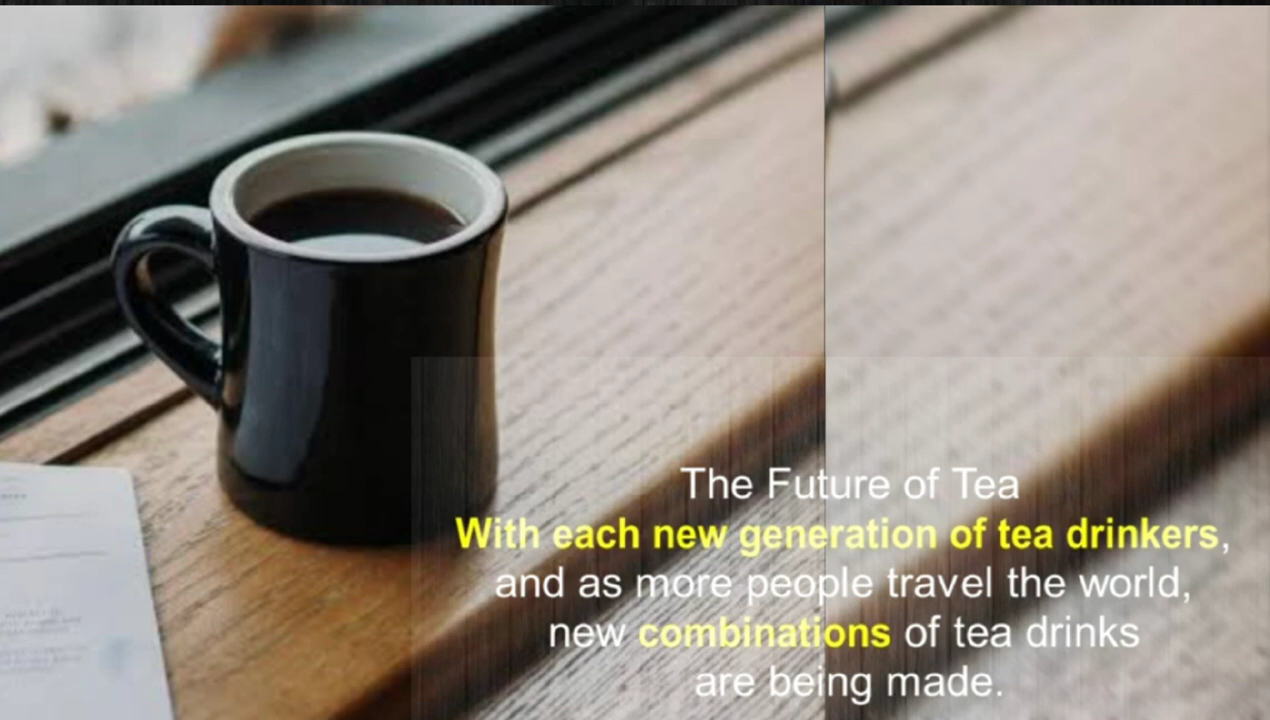 The Future of Tea
With each new generation of tea drinkers,
and as more people travel the world,
new combinations of tea drinks
are being made.